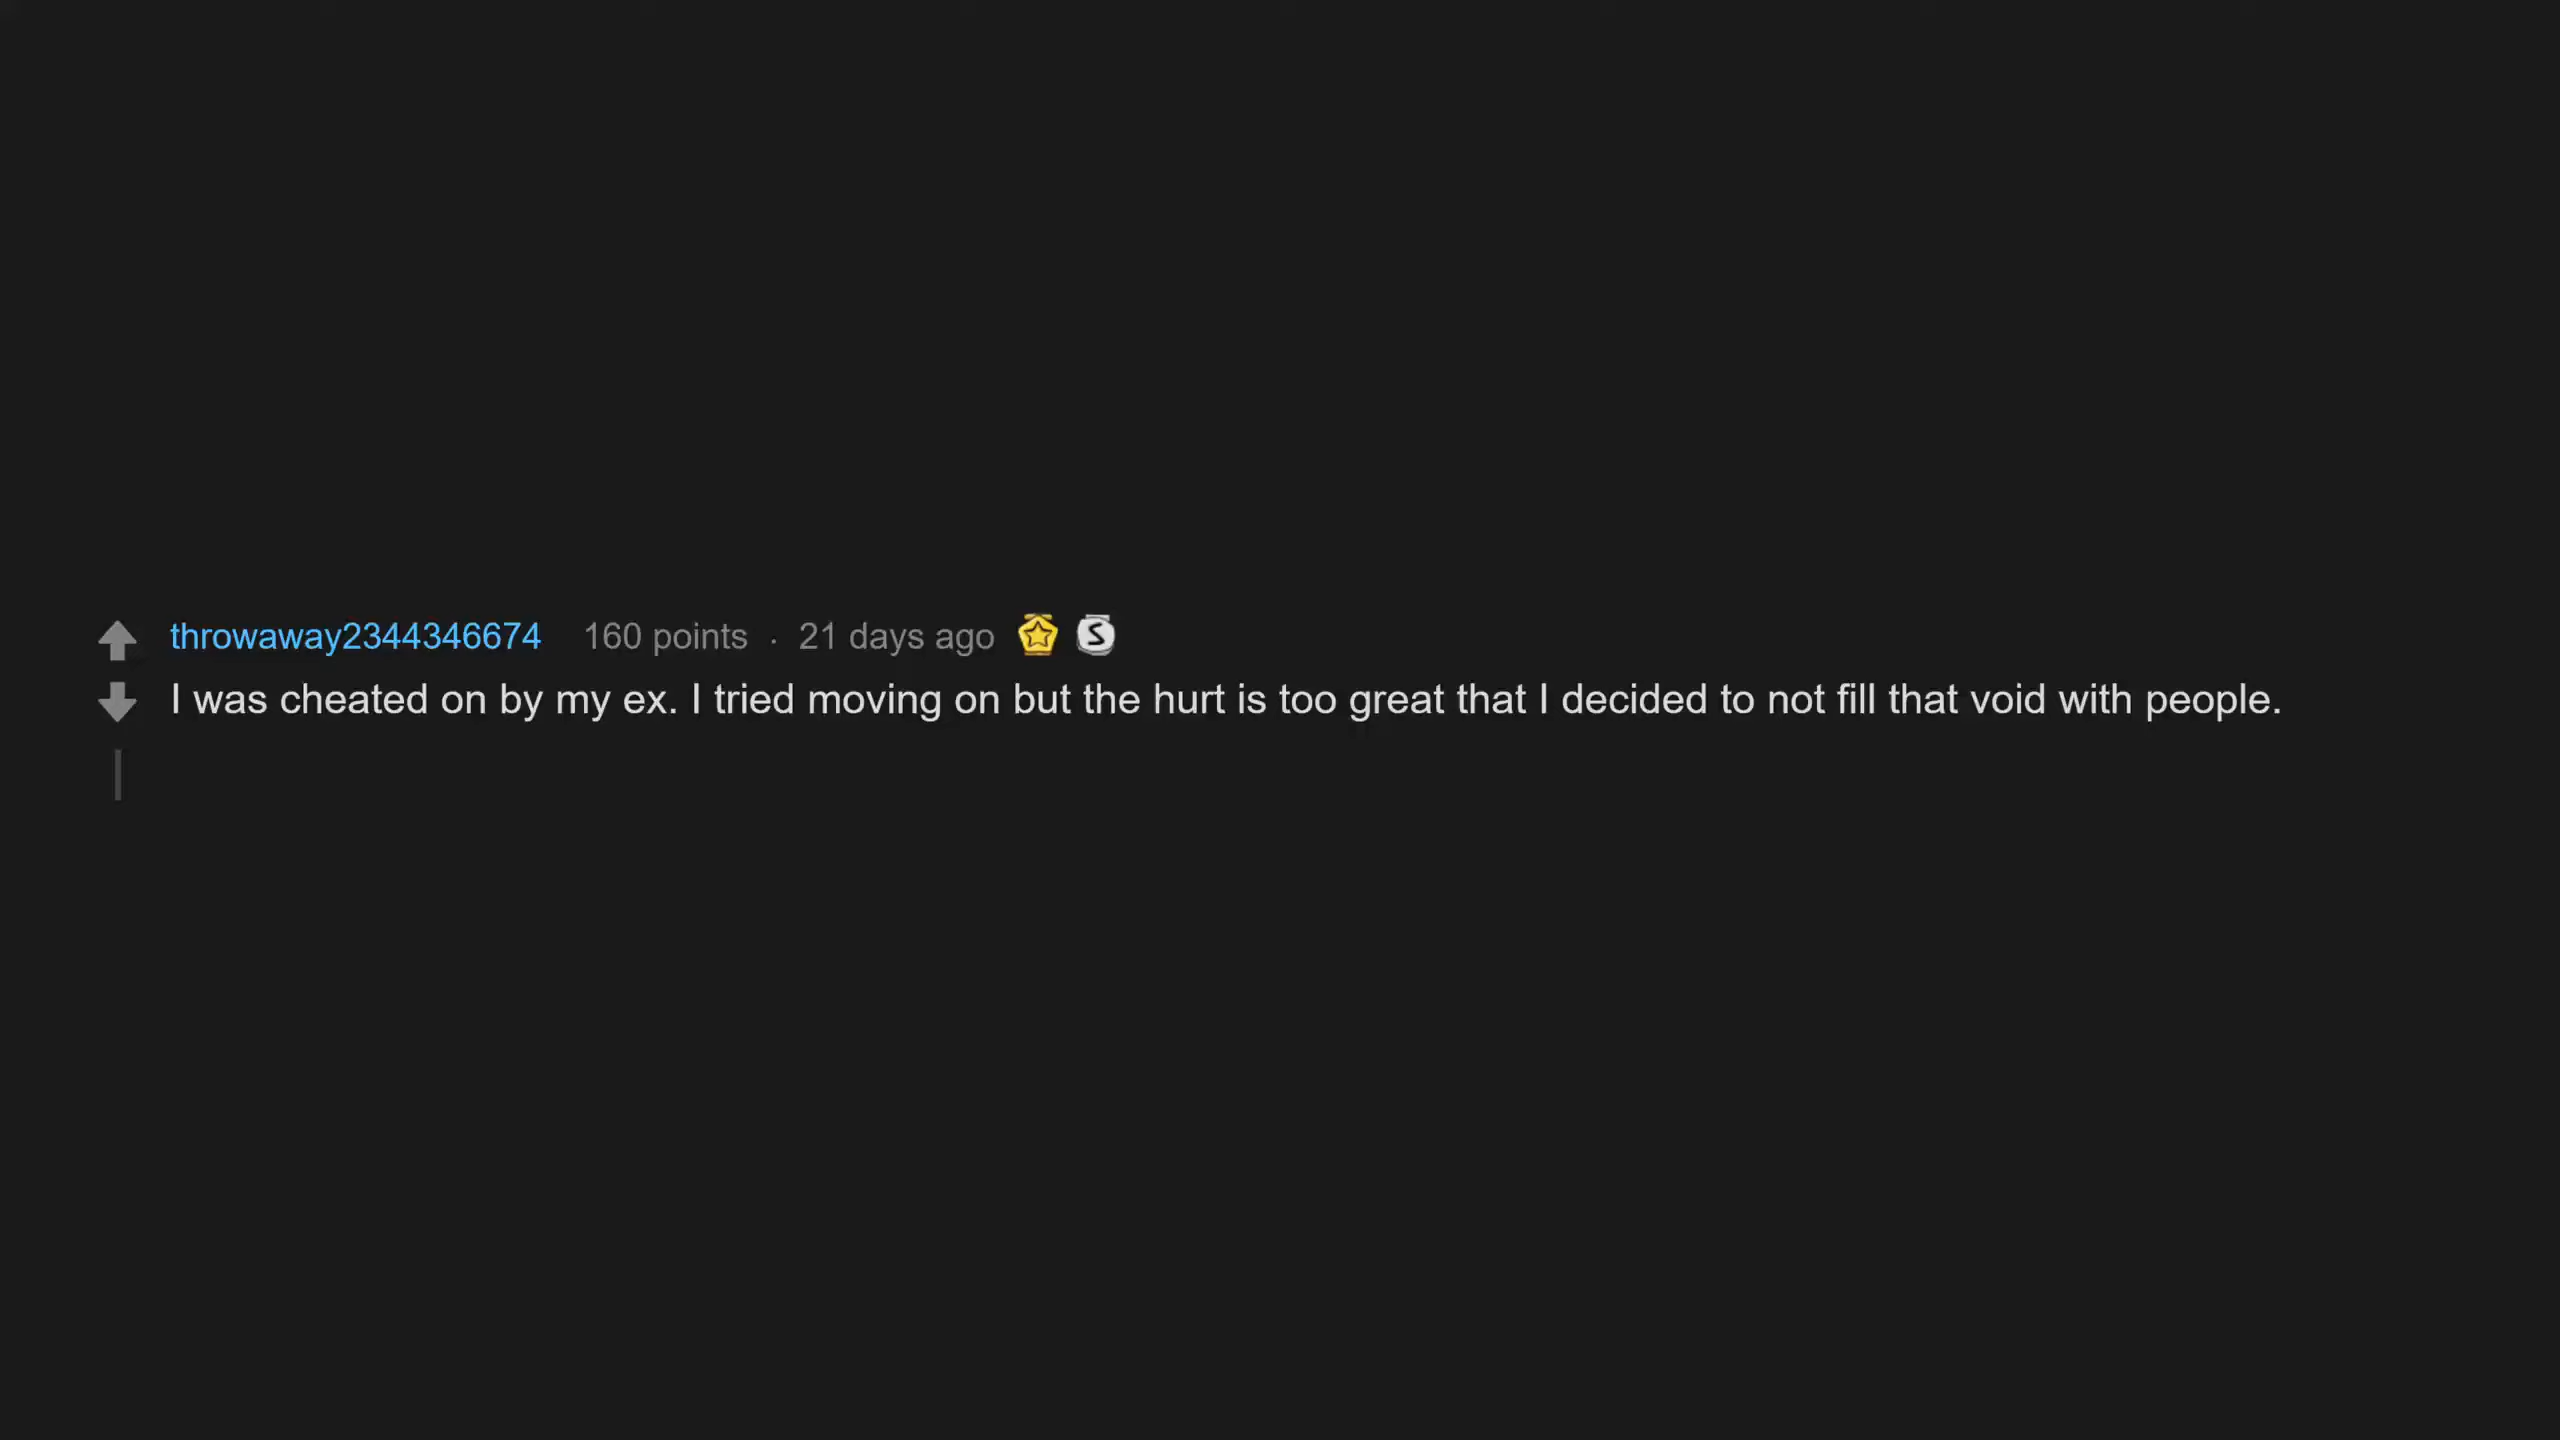 throwaway2344346674 160 points · 21 days ago S
I was cheated on by my ex. I tried moving on but the hurt is too great that I decided to not fill that void with people.